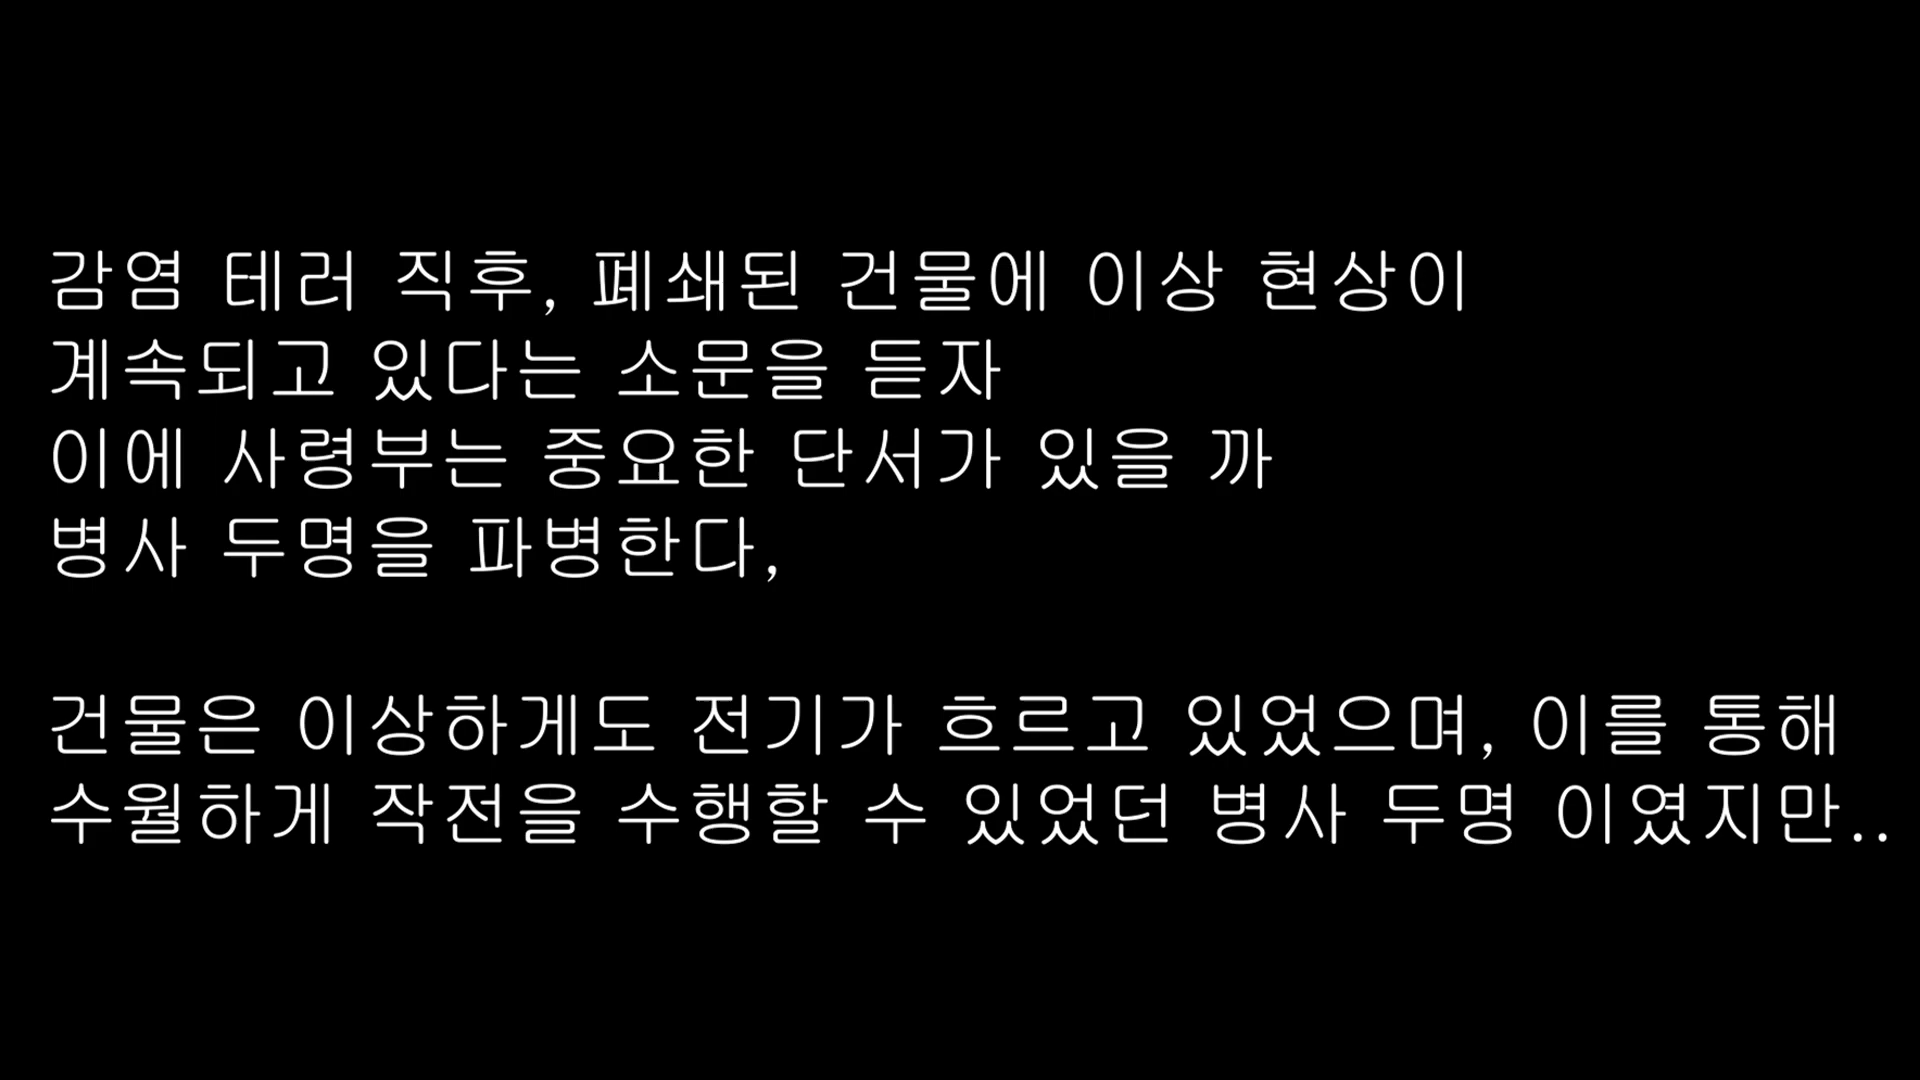 감염 테러 직후, 폐쇄된 건물에 이상 현상이
계속되고 있다는 소문을 듣자
이에 사령부는 중요한 단서가 있을 까
병사 두명을 파병한다,
건물은 이상하게도 전기가 흐르고 있었으며, 이를 통해
수월하게 작전을 수행할 수 있었던 병사 두명 이였지만..